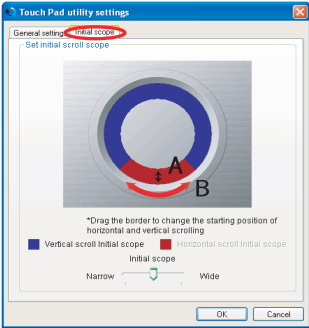 Touch Pad utility settings
General setting Initial scope
Set initial scroll scope
A
B
*Drag the border to change the starting position of
horizontal and vertical scrolling
Vertical scroll Initial scope Horizontal scroll Initial scope
Initial scope
Narrow Wide
OK Cancel